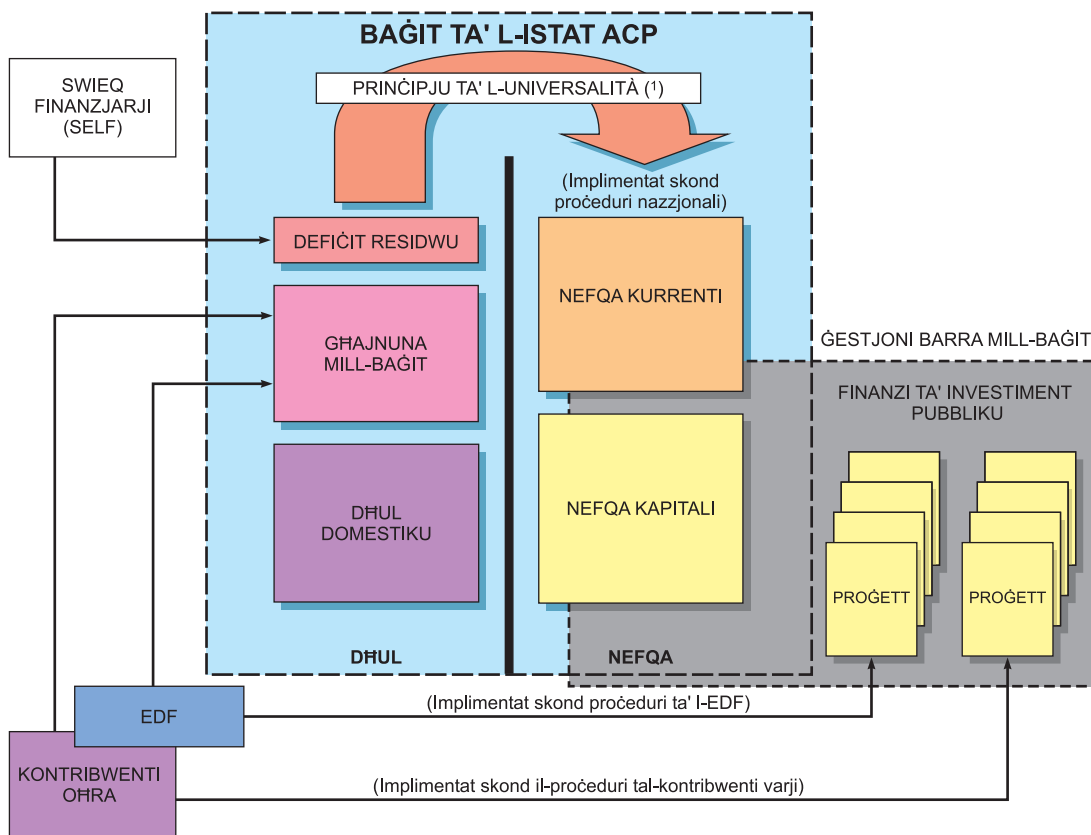 BAĠIT TA' L-ISTAT ACP
SWIEQ
FINANZJARJI
(SELF)
PRINĊIPJU TA' L-UNIVERSALITÀ (¹)
(Implimentat skond
proċeduri nazzjonali)
DEFIĊIT RESIDWU
NEFQA KURRENTI
GĦAJNUNA
MILL-BAĠIT
ĠESTJONI BARRA MILL-BAĠIT
FINANZI TA' INVESTIMENT
PUBBLIKU
DĦUL
DOMESTIKU
NEFQA KAPITALI
PROĠETT
PROĠETT
DĦUL
NEFQA
EDF
(Implimentat skond proċeduri ta' l-EDF)
KONTRIBWENTI
OĦRA
(Implimentat skond il-proċeduri tal-kontribwenti varji)